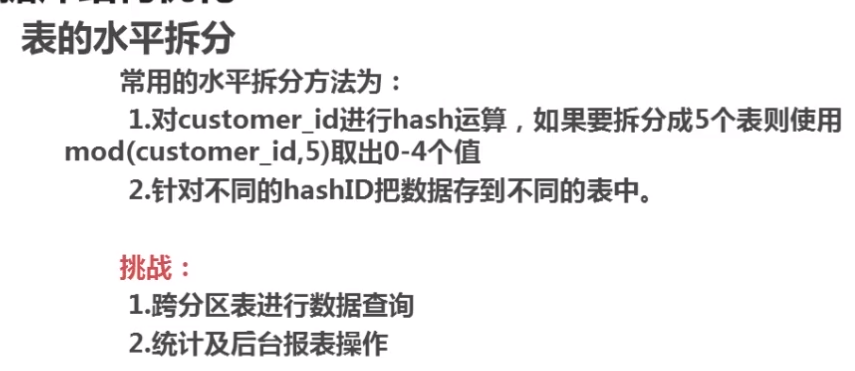 表的水平拆分
常用的水平拆分方法为：
1.对customer_id进行hash运算，如果要拆分成5个表则使用
mod(customer_id,5)取出0-4个值
2.针对不同的hashID把数据存到不同的表中。
挑战：
1.跨分区表进行数据查询
2.统计及后台报表操作